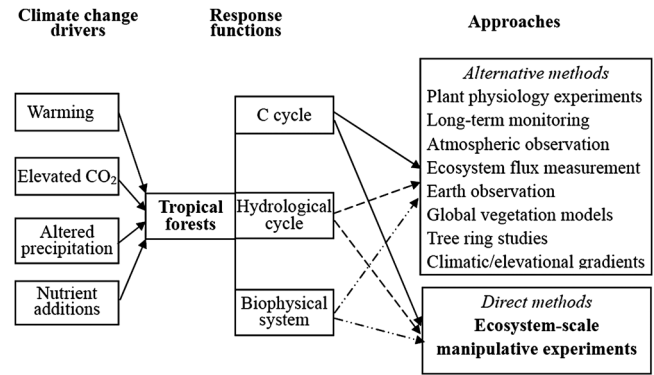 Climate change
drivers
Response
functions
Approaches
Warming
Elevated CO₂
Altered
precipitation
Nutrient
additions
Tropical
forests
C cycle
Hydrological
cycle
Biophysical
system
Alternative methods
Plant physiology experiments
Long-term monitoring
Atmospheric observation
Ecosystem flux measurement
Earth observation
Global vegetation models
Tree ring studies
Climatic/elevational gradients
Direct methods
Ecosystem-scale
manipulative experiments